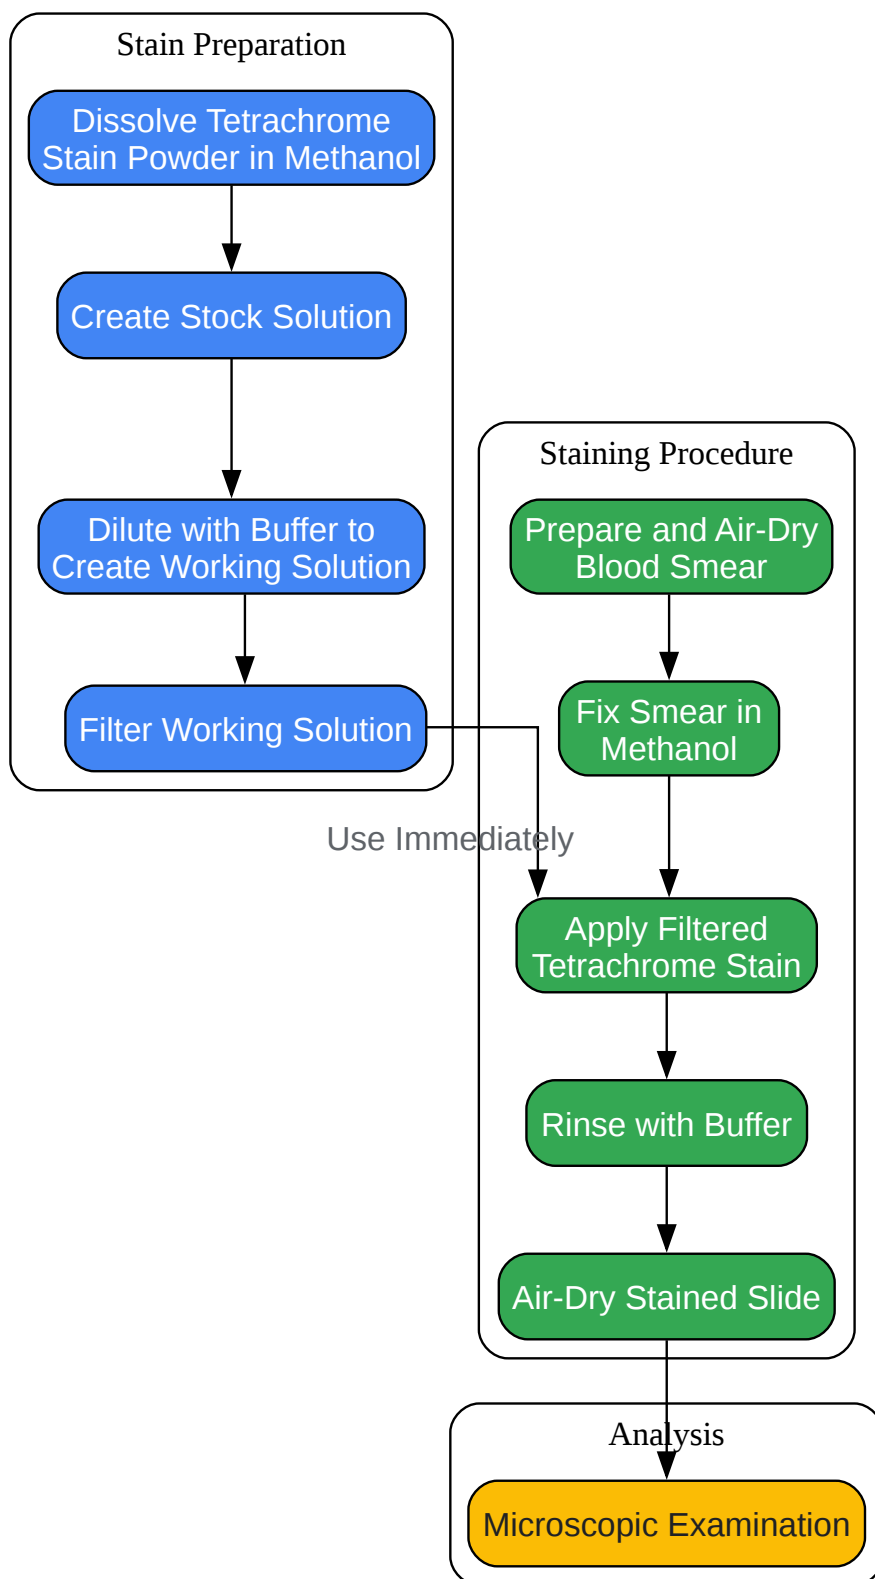 Stain Preparation
Dissolve Tetrachrome
Stain Powder in Methanol
Create Stock Solution
Dilute with Buffer to
Create Working Solution
Filter Working Solution
Use Immediately
Staining Procedure
Prepare and Air-Dry
Blood Smear
Fix Smear in
Methanol
Apply Filtered
Tetrachrome Stain
Rinse with Buffer
Air-Dry Stained Slide
Analysis
Microscopic Examination